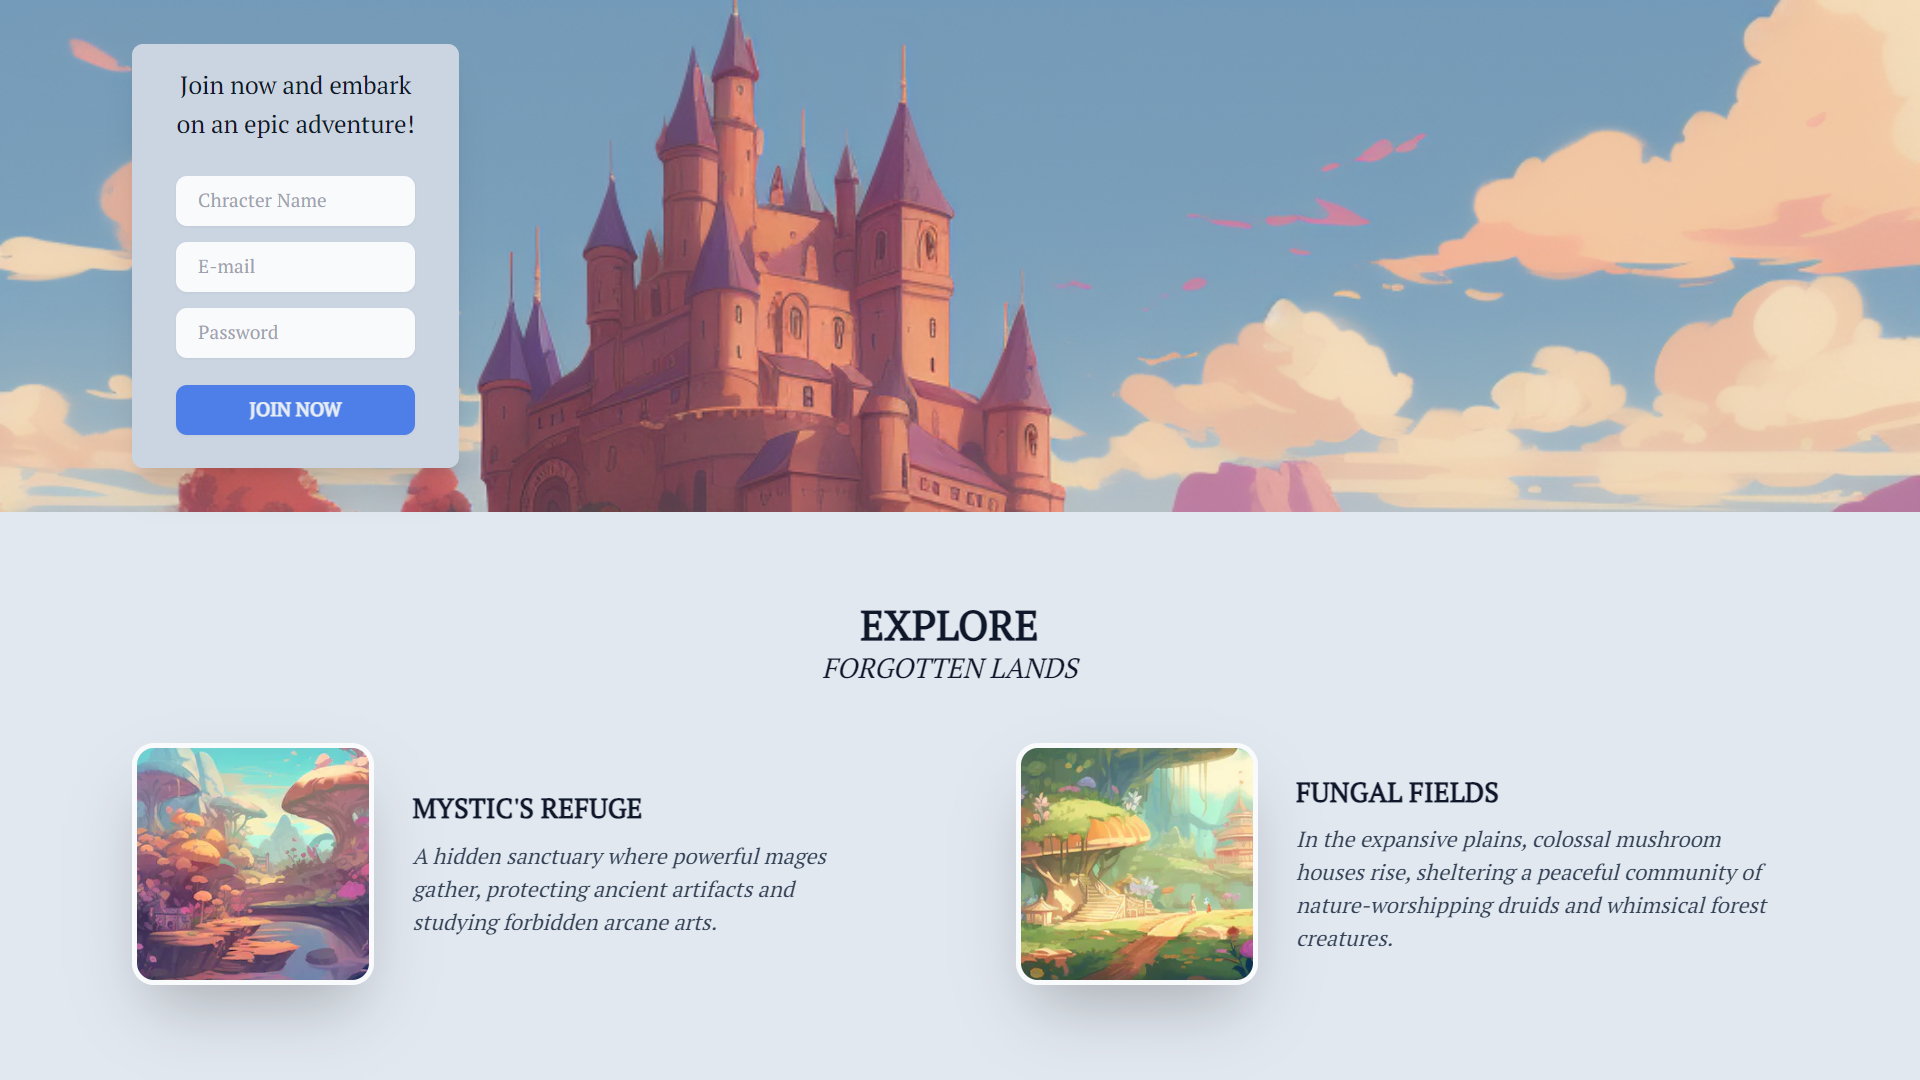 Join now and embark
on an epic adventure!
Chracter Name
E-mail
Password
JOIN NOW
EXPLORE
FORGOTTEN LANDS
MYSTIC'S REFUGE
A hidden sanctuary where powerful mages
gather, protecting ancient artifacts and
studying forbidden arcane arts.
FUNGAL FIELDS
In the expansive plains, colossal mushroom
houses rise, sheltering a peaceful community of
nature-worshipping druids and whimsical forest
creatures.